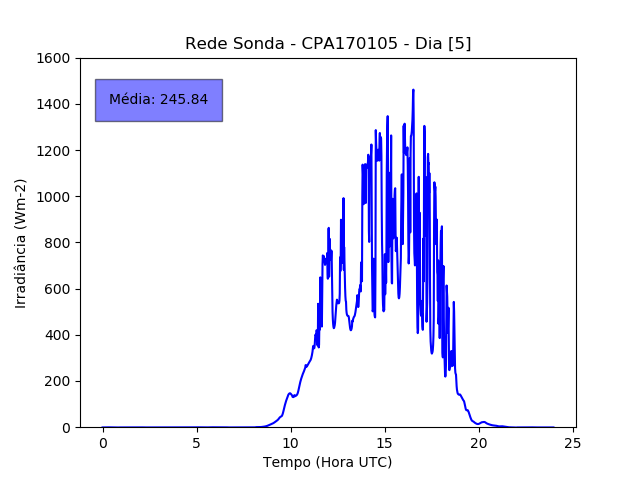 Rede Sonda - CPA170105 - Dia [5]
1600
1400
1200
1000
800
600
400
200
0
Média: 245.84
Irradiância (Wm-2)
0 5 10 15 20 25
Tempo (Hora UTC)